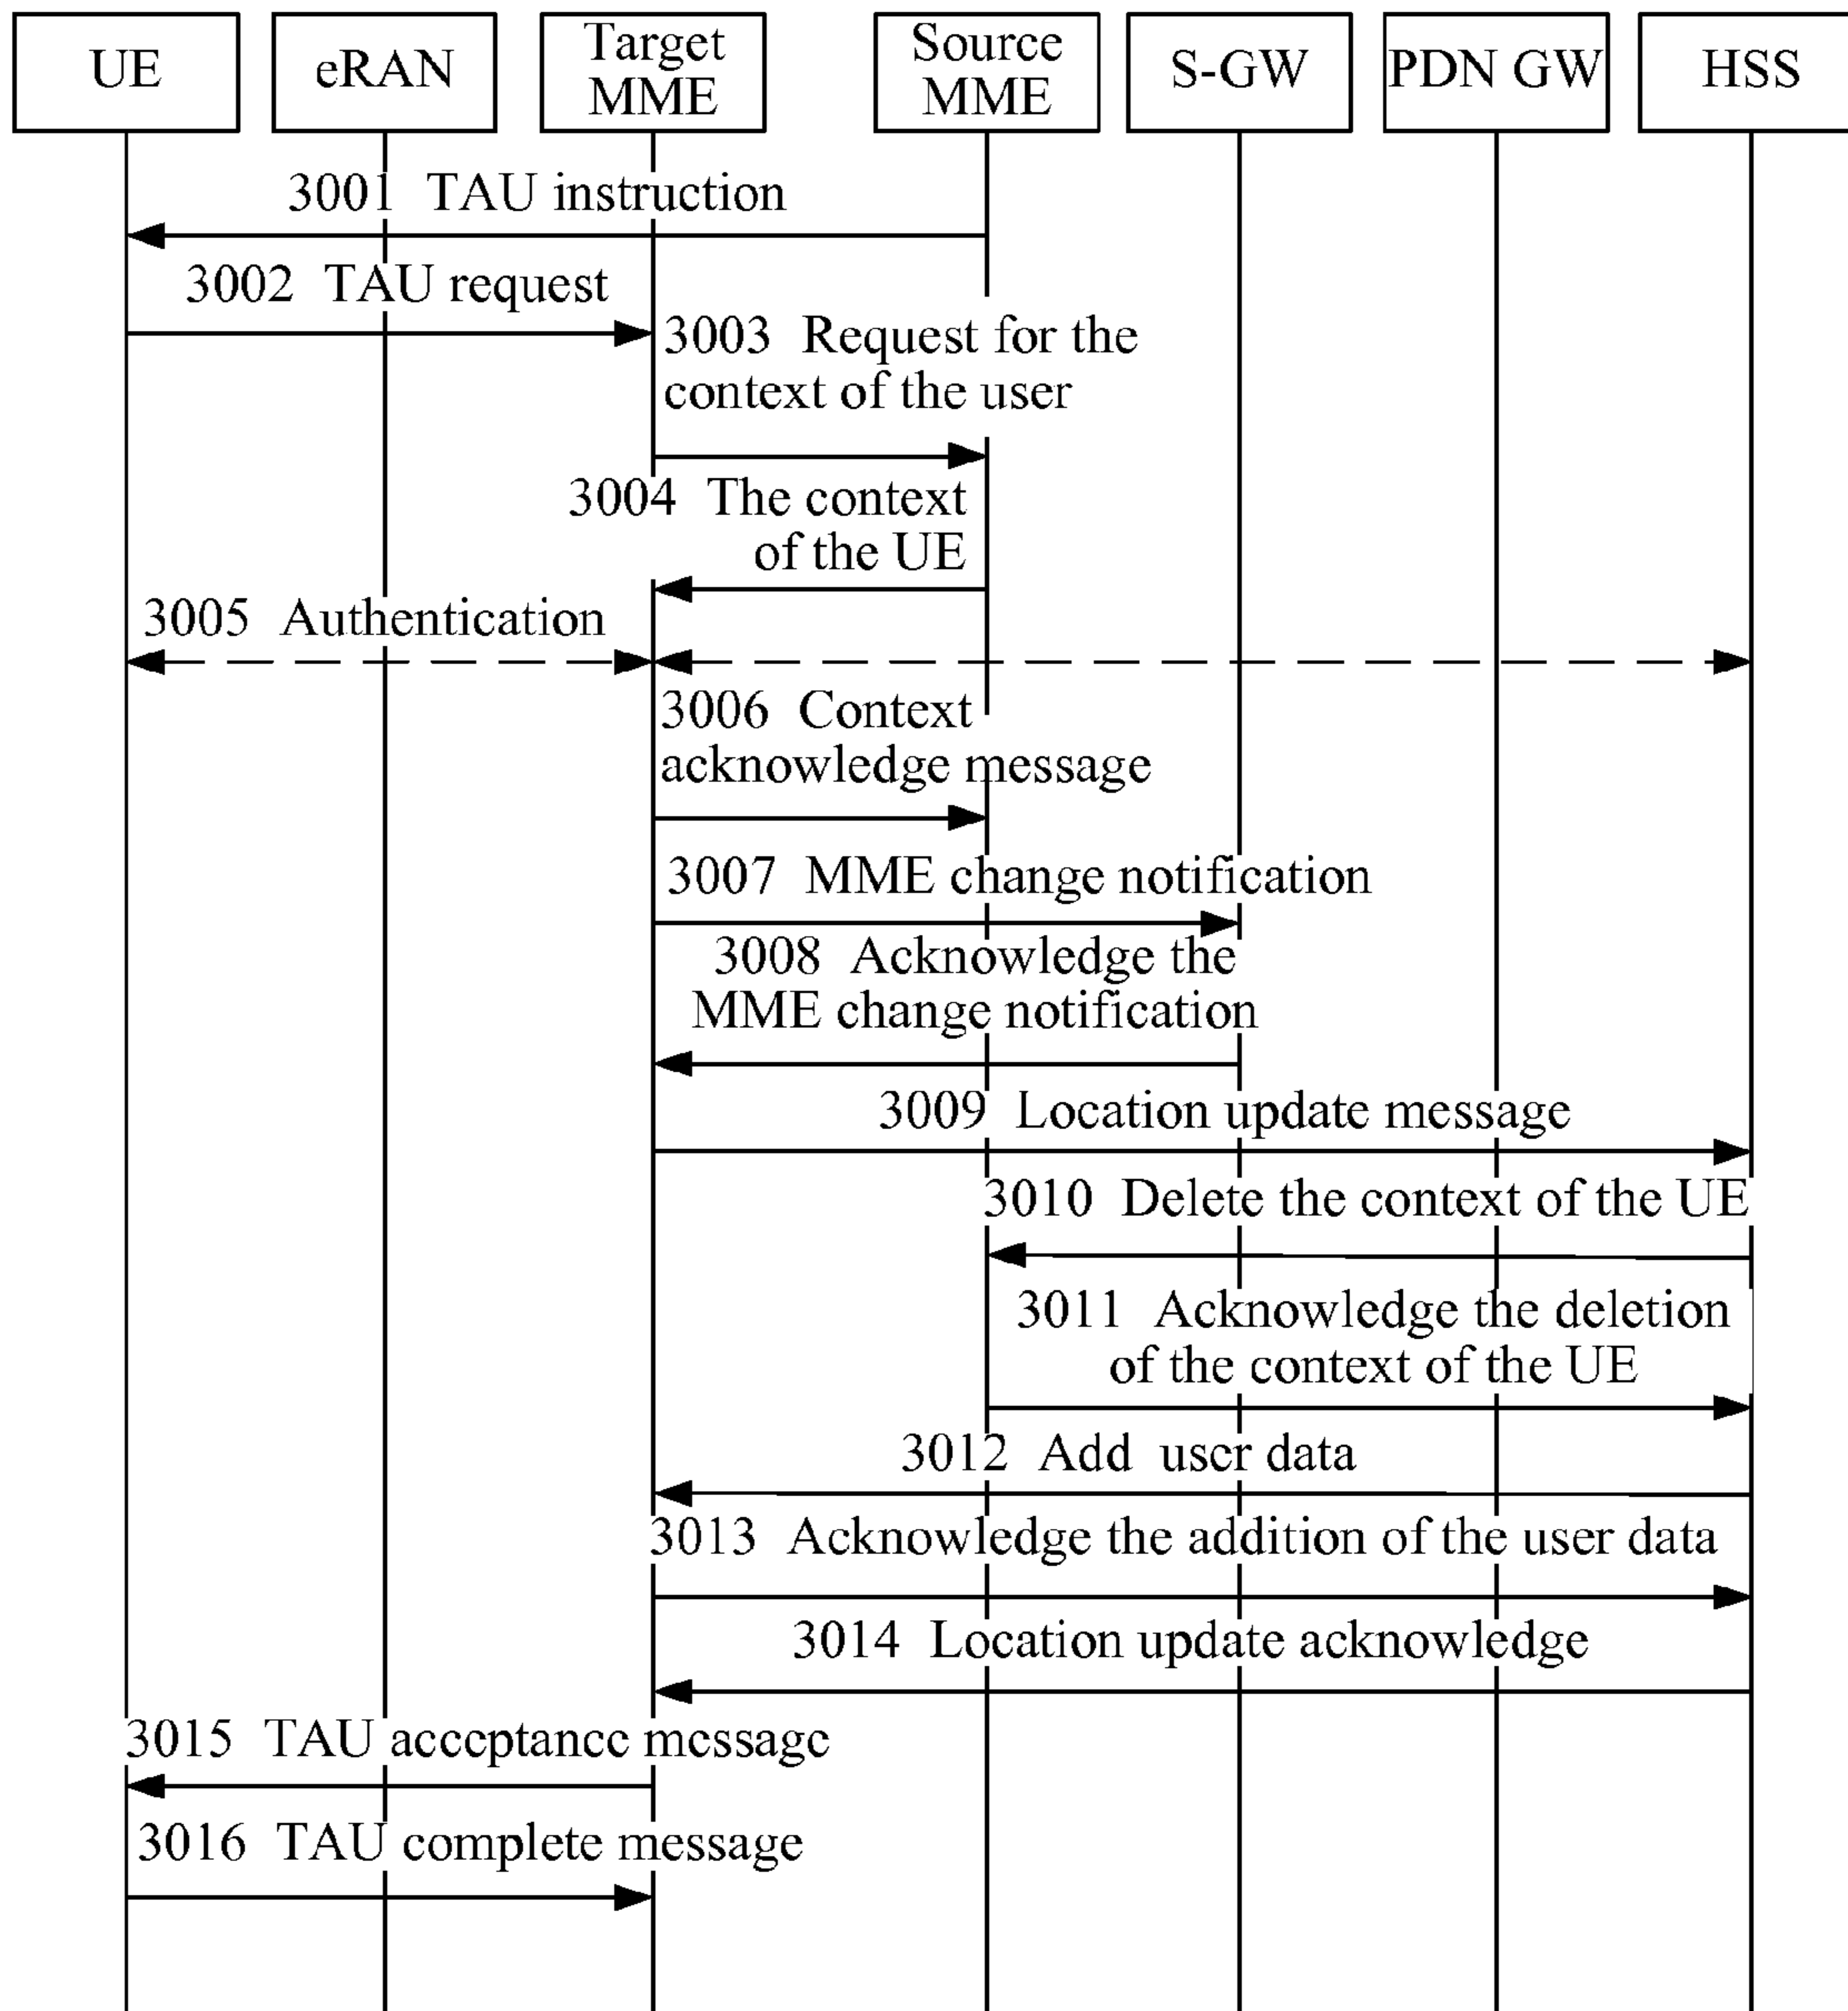 UE
eRAN
Target
MME
Source
MME
S-GW
PDN GW
HSS
3001 TAU instruction
3002 TAU request
3003 Request for the
context of the user
3004 The context
of the UE
3005 Authentication
3006 Context
acknowledge message
3007 MME change notification
3008 Acknowledge the
MME change notification
3009 Location update message
3010 Delete the context of the UE
3011 Acknowledge the deletion
of the context of the UE
3012 Add user data
3013 Acknowledge the addition of the user data
3014 Location update acknowledge
3015 TAU acceptance message
3016 TAU complete message